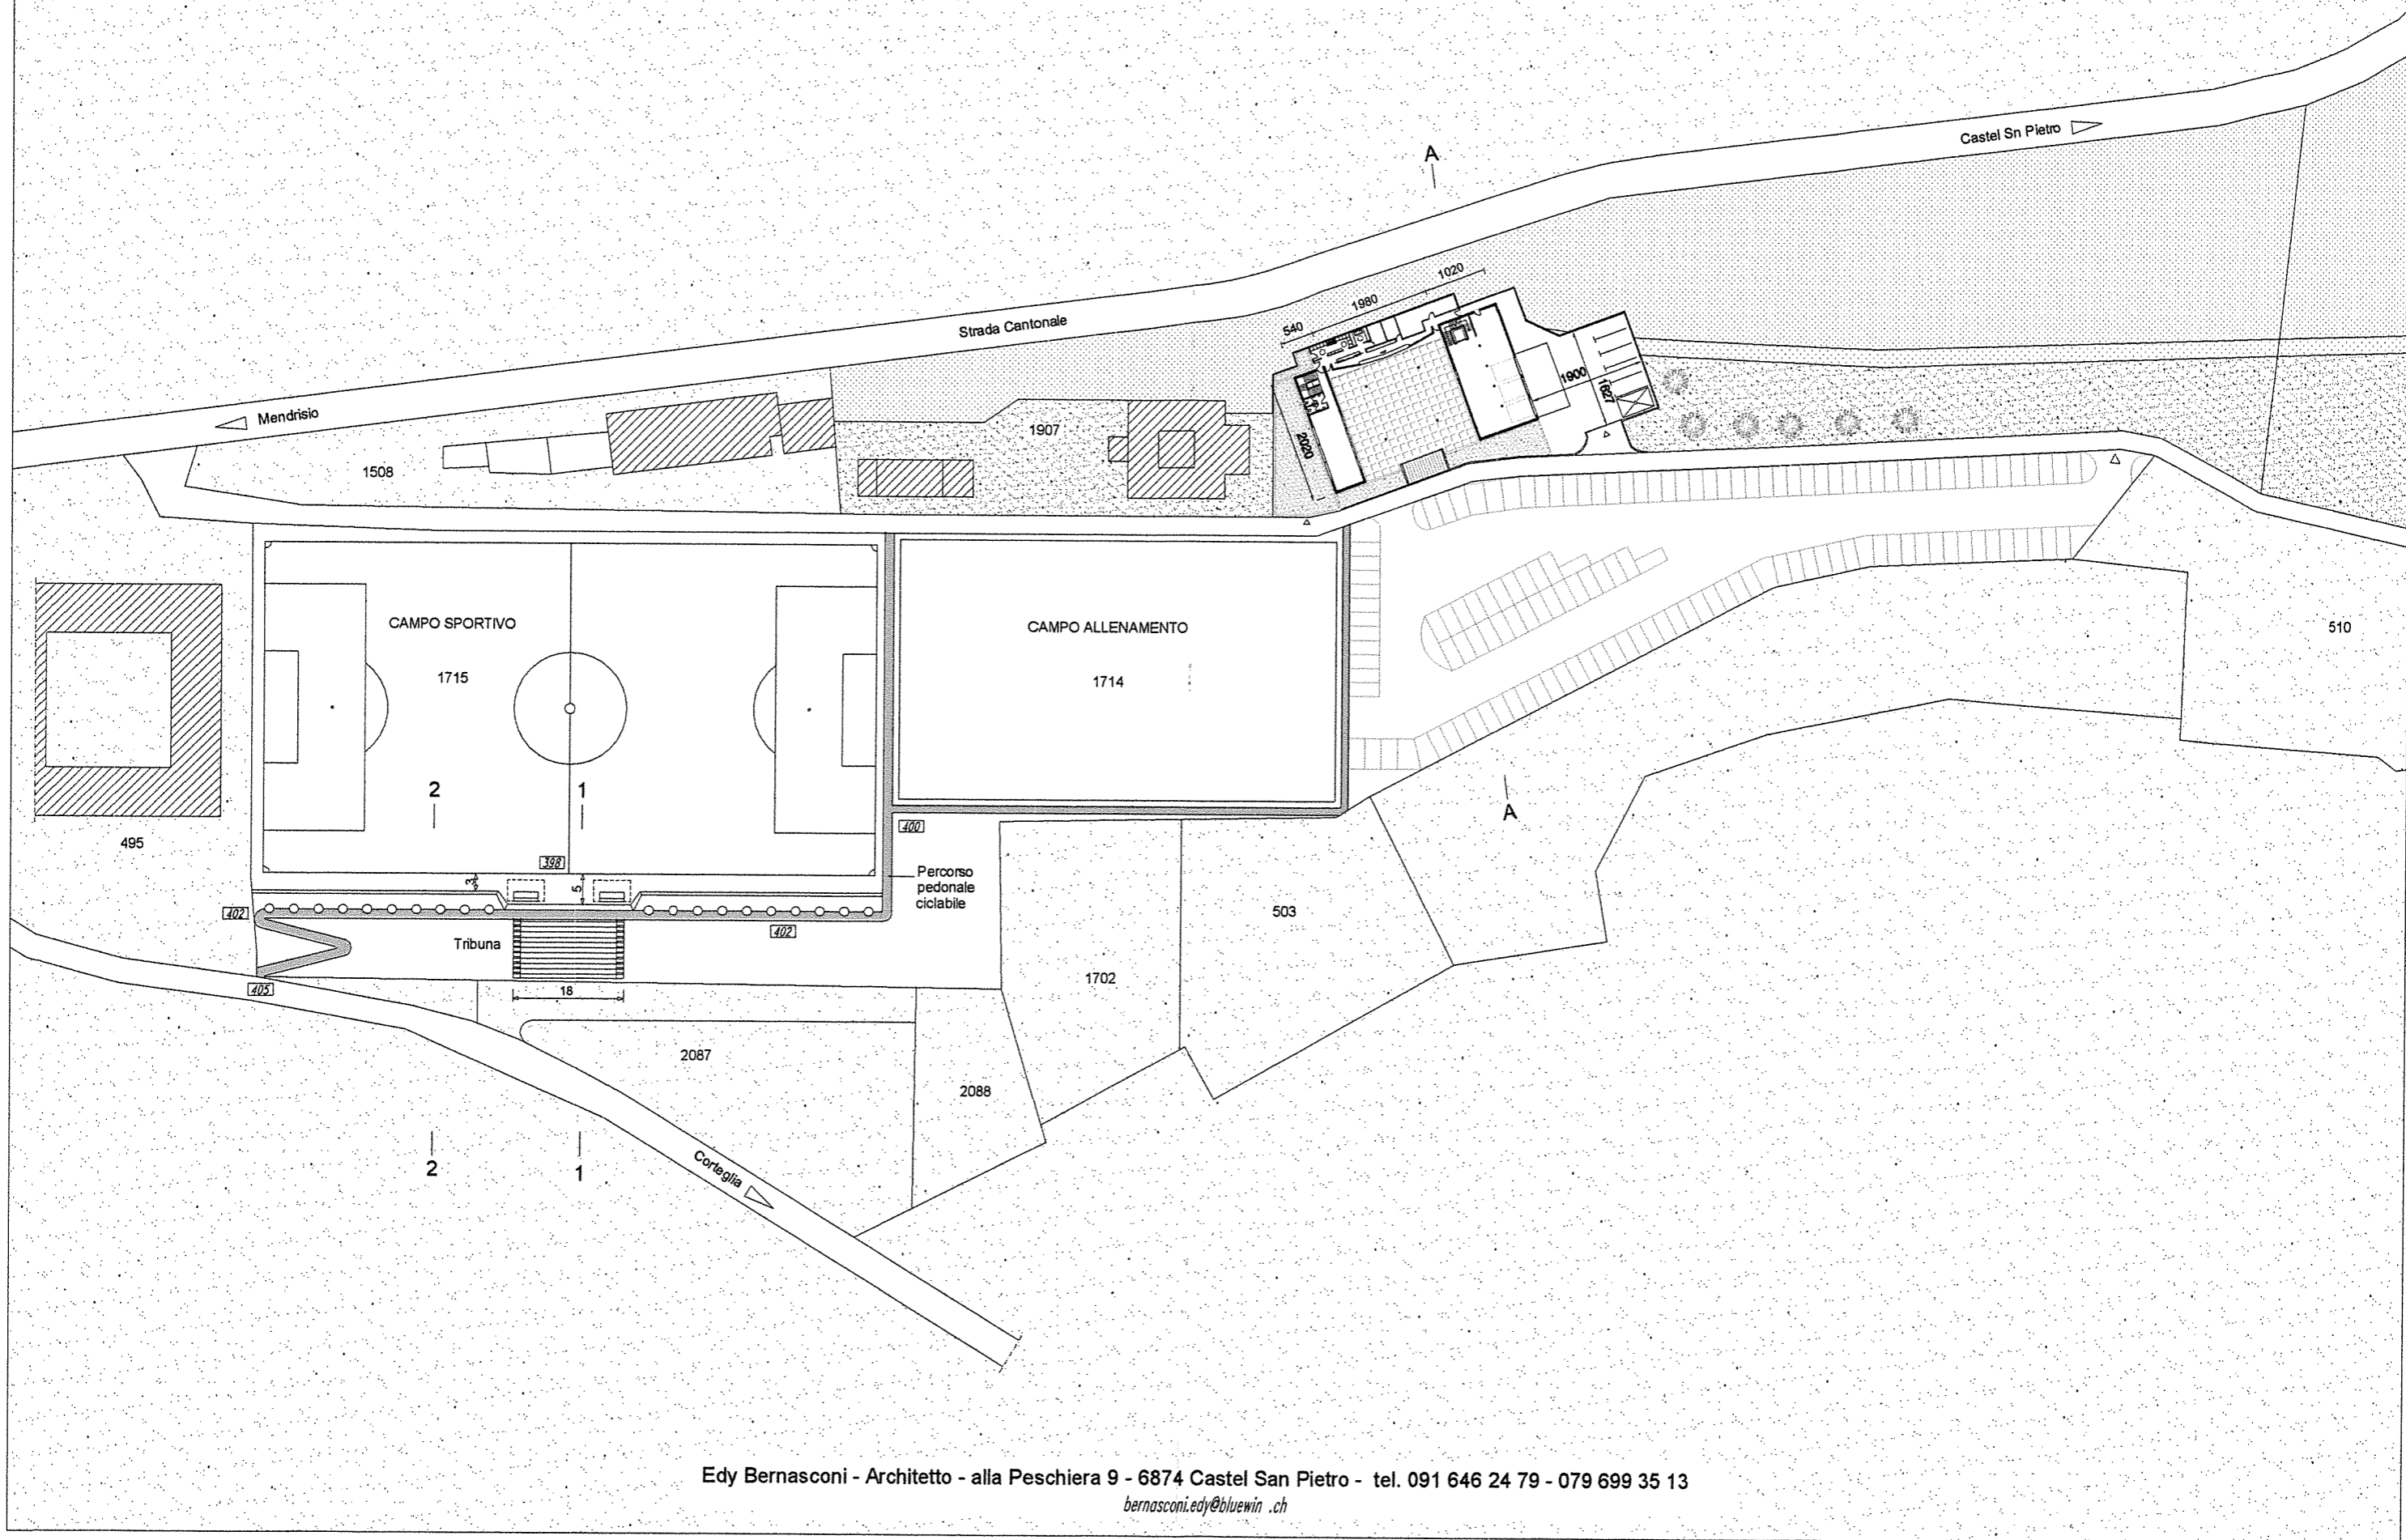 A
Castel Sn Pietro
1020
1980
540
Strada Cantonale
Mendrisio
1900
1627
1907
2020
1508
CAMPO SPORTIVO
CAMPO ALLENAMENTO
510
1715
1714
2
1
A
400
495
398
Percorso
pedonale
ciclabile
3
5
402
503
402
Tribuna
1702
405
18
2087
2088
2
1
Corteglia
Edy Bernasconi - Architetto - alla Peschiera 9 - 6874 Castel San Pietro - tel. 091 646 24 79 - 079 699 35 13
bernasconi.edy@bluewin .ch